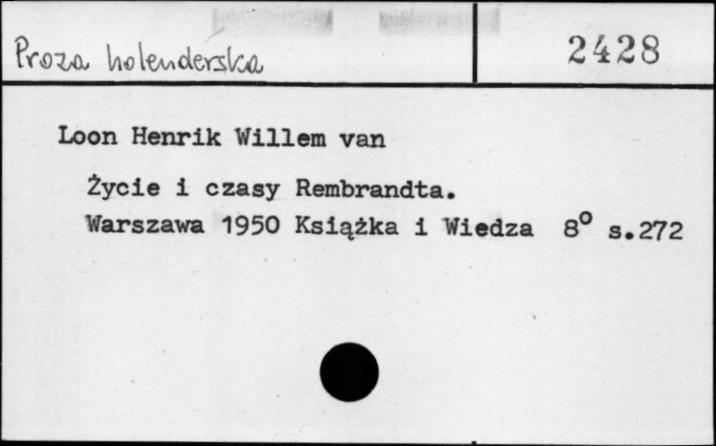 Proza holenderska
2428
Loon Henrik Willem van
Życie i czasy Rembrandta.
Warszawa 1950 Książka i Wiedza 8° s.272